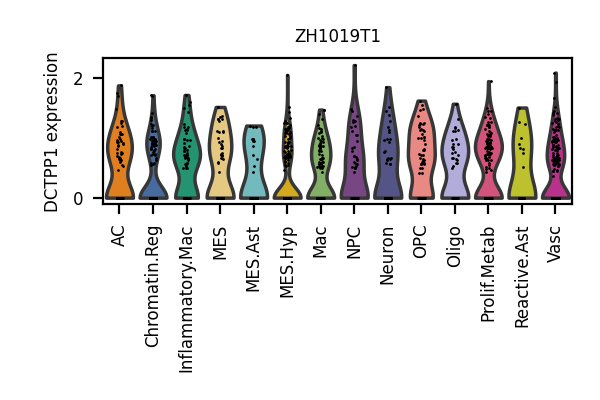 ZH1019T1
DCTPP1 expression
2
0
AC
Chromatin.Reg
Inflammatory.Mac
MES
MES.Ast
MES.Hyp
Mac
NPC
Neuron
OPC
Oligo
Prolif.Metab
Reactive.Ast
Vasc